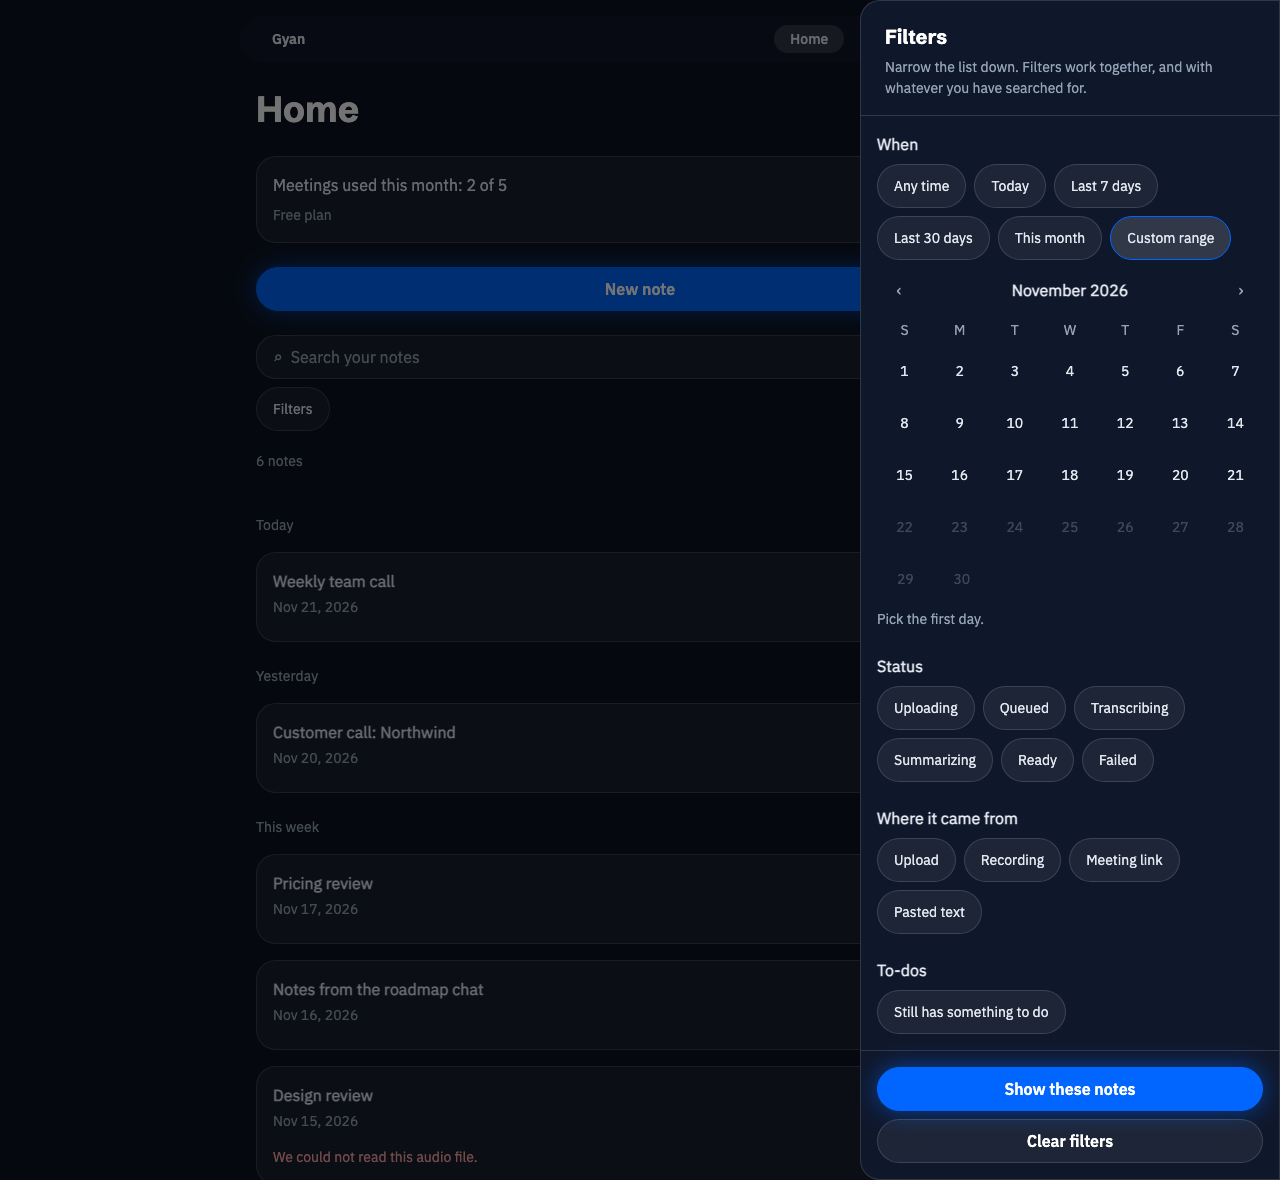 Gyan
Home
Home
Meetings used this month: 2 of 5
Free plan
New note
Search your notes
Filters
6 notes
Today
Weekly team call
Nov 21, 2026
Yesterday
Customer call: Northwind
Nov 20, 2026
This week
Pricing review
Nov 17, 2026
Notes from the roadmap chat
Nov 16, 2026
Design review
Nov 15, 2026
We could not read this audio file.
Filters
Narrow the list down. Filters work together, and with
whatever you have searched for.
When
Any time Today Last 7 days
Last 30 days This month Custom range
‹ November 2026 ›
S M T W T F S
1 2 3 4 5 6 7
8 9 10 11 12 13 14
15 16 17 18 19 20 21
22 23 24 25 26 27 28
29 30
Pick the first day.
Status
Uploading Queued Transcribing
Summarizing Ready Failed
Where it came from
Upload Recording Meeting link
Pasted text
To-dos
Still has something to do
Show these notes
Clear filters